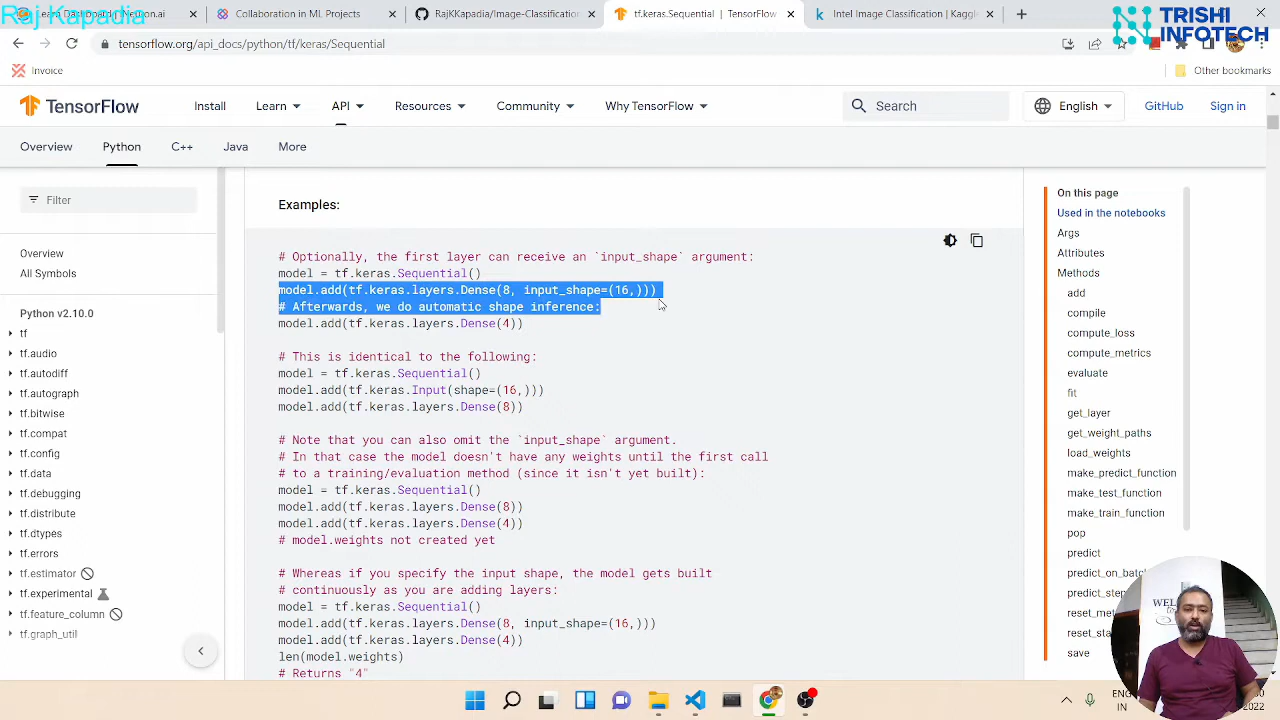 Raj Kapadia
Learn Dashboard | Neuron.ai
Collaborator | All Projects
tf.keras.Sequential | TensorFlow
Intel Image Classification | Kaggle
TRISHI
INFOTECH
tensorflow.org/api_docs/python/tf/keras/Sequential
Invoice
Other bookmarks
TensorFlow
Install
Learn
API
Resources
Community
Why TensorFlow
Search
English
GitHub
Sign in
Overview
Python
C++
Java
More
Filter
Overview
All Symbols
Python v2.10.0
tf
tf.audio
tf.autodiff
tf.autograph
tf.bitwise
tf.compat
tf.config
tf.data
tf.debugging
tf.distribute
tf.dtypes
tf.errors
tf.estimator
tf.experimental
tf.feature_column
tf.graph_util
Examples:
# Optionally, the first layer can receive an `input_shape` argument:
model = tf.keras.Sequential()
model.add(tf.keras.layers.Dense(8, input_shape=(16,)))
# Afterwards, we do automatic shape inference:
model.add(tf.keras.layers.Dense(4))
# This is identical to the following:
model = tf.keras.Sequential()
model.add(tf.keras.Input(shape=(16,)))
model.add(tf.keras.layers.Dense(8))
# Note that you can also omit the `input_shape` argument.
# In that case the model doesn't have any weights until the first call
# to a training/evaluation method (since it isn't yet built):
model = tf.keras.Sequential()
model.add(tf.keras.layers.Dense(8))
model.add(tf.keras.layers.Dense(4))
# model.weights not created yet
# Whereas if you specify the input shape, the model gets built
# continuously as you are adding layers:
model = tf.keras.Sequential()
model.add(tf.keras.layers.Dense(8, input_shape=(16,)))
model.add(tf.keras.layers.Dense(4))
len(model.weights)
# Returns "4"
On this page
Used in the notebooks
Args
Attributes
Methods
add
compile
compute_loss
compute_metrics
evaluate
fit
get_layer
get_weight_paths
load_weights
make_predict_function
make_test_function
make_train_function
pop
predict
predict_on_batc
predict_step
reset_met
reset_sta
save
WEL
ENG
IN
2022